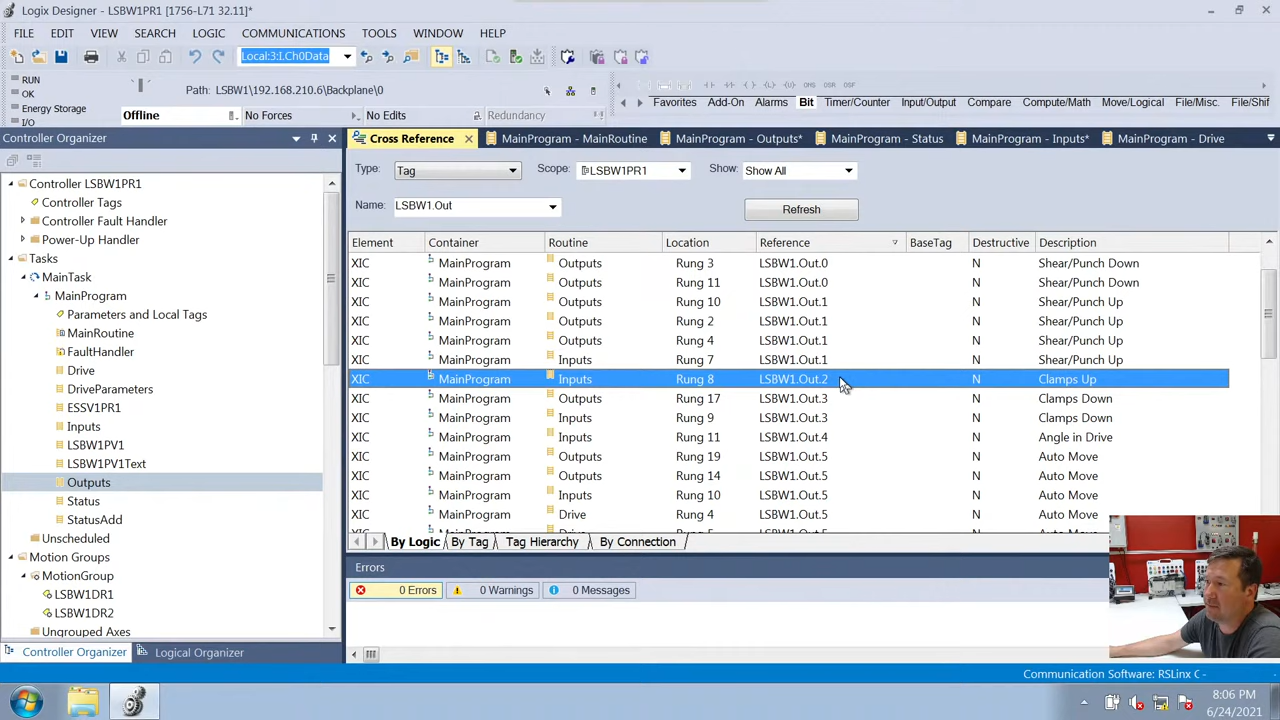 Logix Designer - LSBW1PR1 [1756-L71 32.11]*
FILE EDIT VIEW SEARCH LOGIC COMMUNICATIONS TOOLS WINDOW HELP
Local:3:I.Ch0Data
RUN
OK
Energy Storage
I/O
Path: LSBW1\192.168.210.6\Backplane\0
Offline No Forces No Edits Redundancy
Favorites Add-On Alarms Bit Timer/Counter Input/Output Compare Compute/Math Move/Logical File/Misc. File/Shif
Controller Organizer
Controller LSBW1PR1
Controller Tags
Controller Fault Handler
Power-Up Handler
Tasks
MainTask
MainProgram
Parameters and Local Tags
MainRoutine
FaultHandler
Drive
DriveParameters
ESSV1PR1
Inputs
LSBW1PV1
LSBW1PV1Text
Outputs
Status
StatusAdd
Unscheduled
Motion Groups
MotionGroup
LSBW1DR1
LSBW1DR2
Ungrouped Axes
Controller Organizer Logical Organizer
Cross Reference MainProgram - MainRoutine MainProgram - Outputs* MainProgram - Status MainProgram - Inputs* MainProgram - Drive
Type: Tag Scope: LSBW1PR1 Show: Show All
Name: LSBW1.Out Refresh
Element Container Routine Location Reference BaseTag Destructive Description
XIC MainProgram Outputs Rung 3 LSBW1.Out.0 N Shear/Punch Down
XIC MainProgram Outputs Rung 11 LSBW1.Out.0 N Shear/Punch Down
XIC MainProgram Outputs Rung 10 LSBW1.Out.1 N Shear/Punch Up
XIC MainProgram Outputs Rung 2 LSBW1.Out.1 N Shear/Punch Up
XIC MainProgram Outputs Rung 4 LSBW1.Out.1 N Shear/Punch Up
XIC MainProgram Inputs Rung 7 LSBW1.Out.1 N Shear/Punch Up
XIC MainProgram Inputs Rung 8 LSBW1.Out.2 N Clamps Up
XIC MainProgram Outputs Rung 17 LSBW1.Out.3 N Clamps Down
XIC MainProgram Inputs Rung 9 LSBW1.Out.3 N Clamps Down
XIC MainProgram Inputs Rung 11 LSBW1.Out.4 N Angle in Drive
XIC MainProgram Outputs Rung 19 LSBW1.Out.5 N Auto Move
XIC MainProgram Outputs Rung 14 LSBW1.Out.5 N Auto Move
XIC MainProgram Inputs Rung 10 LSBW1.Out.5 N Auto Move
XIC MainProgram Drive Rung 4 LSBW1.Out.5 N Auto Move
By Logic By Tag Tag Hierarchy By Connection
Errors
0 Errors 0 Warnings 0 Messages
Communication Software: RSLinx C
8:06 PM
6/24/2021